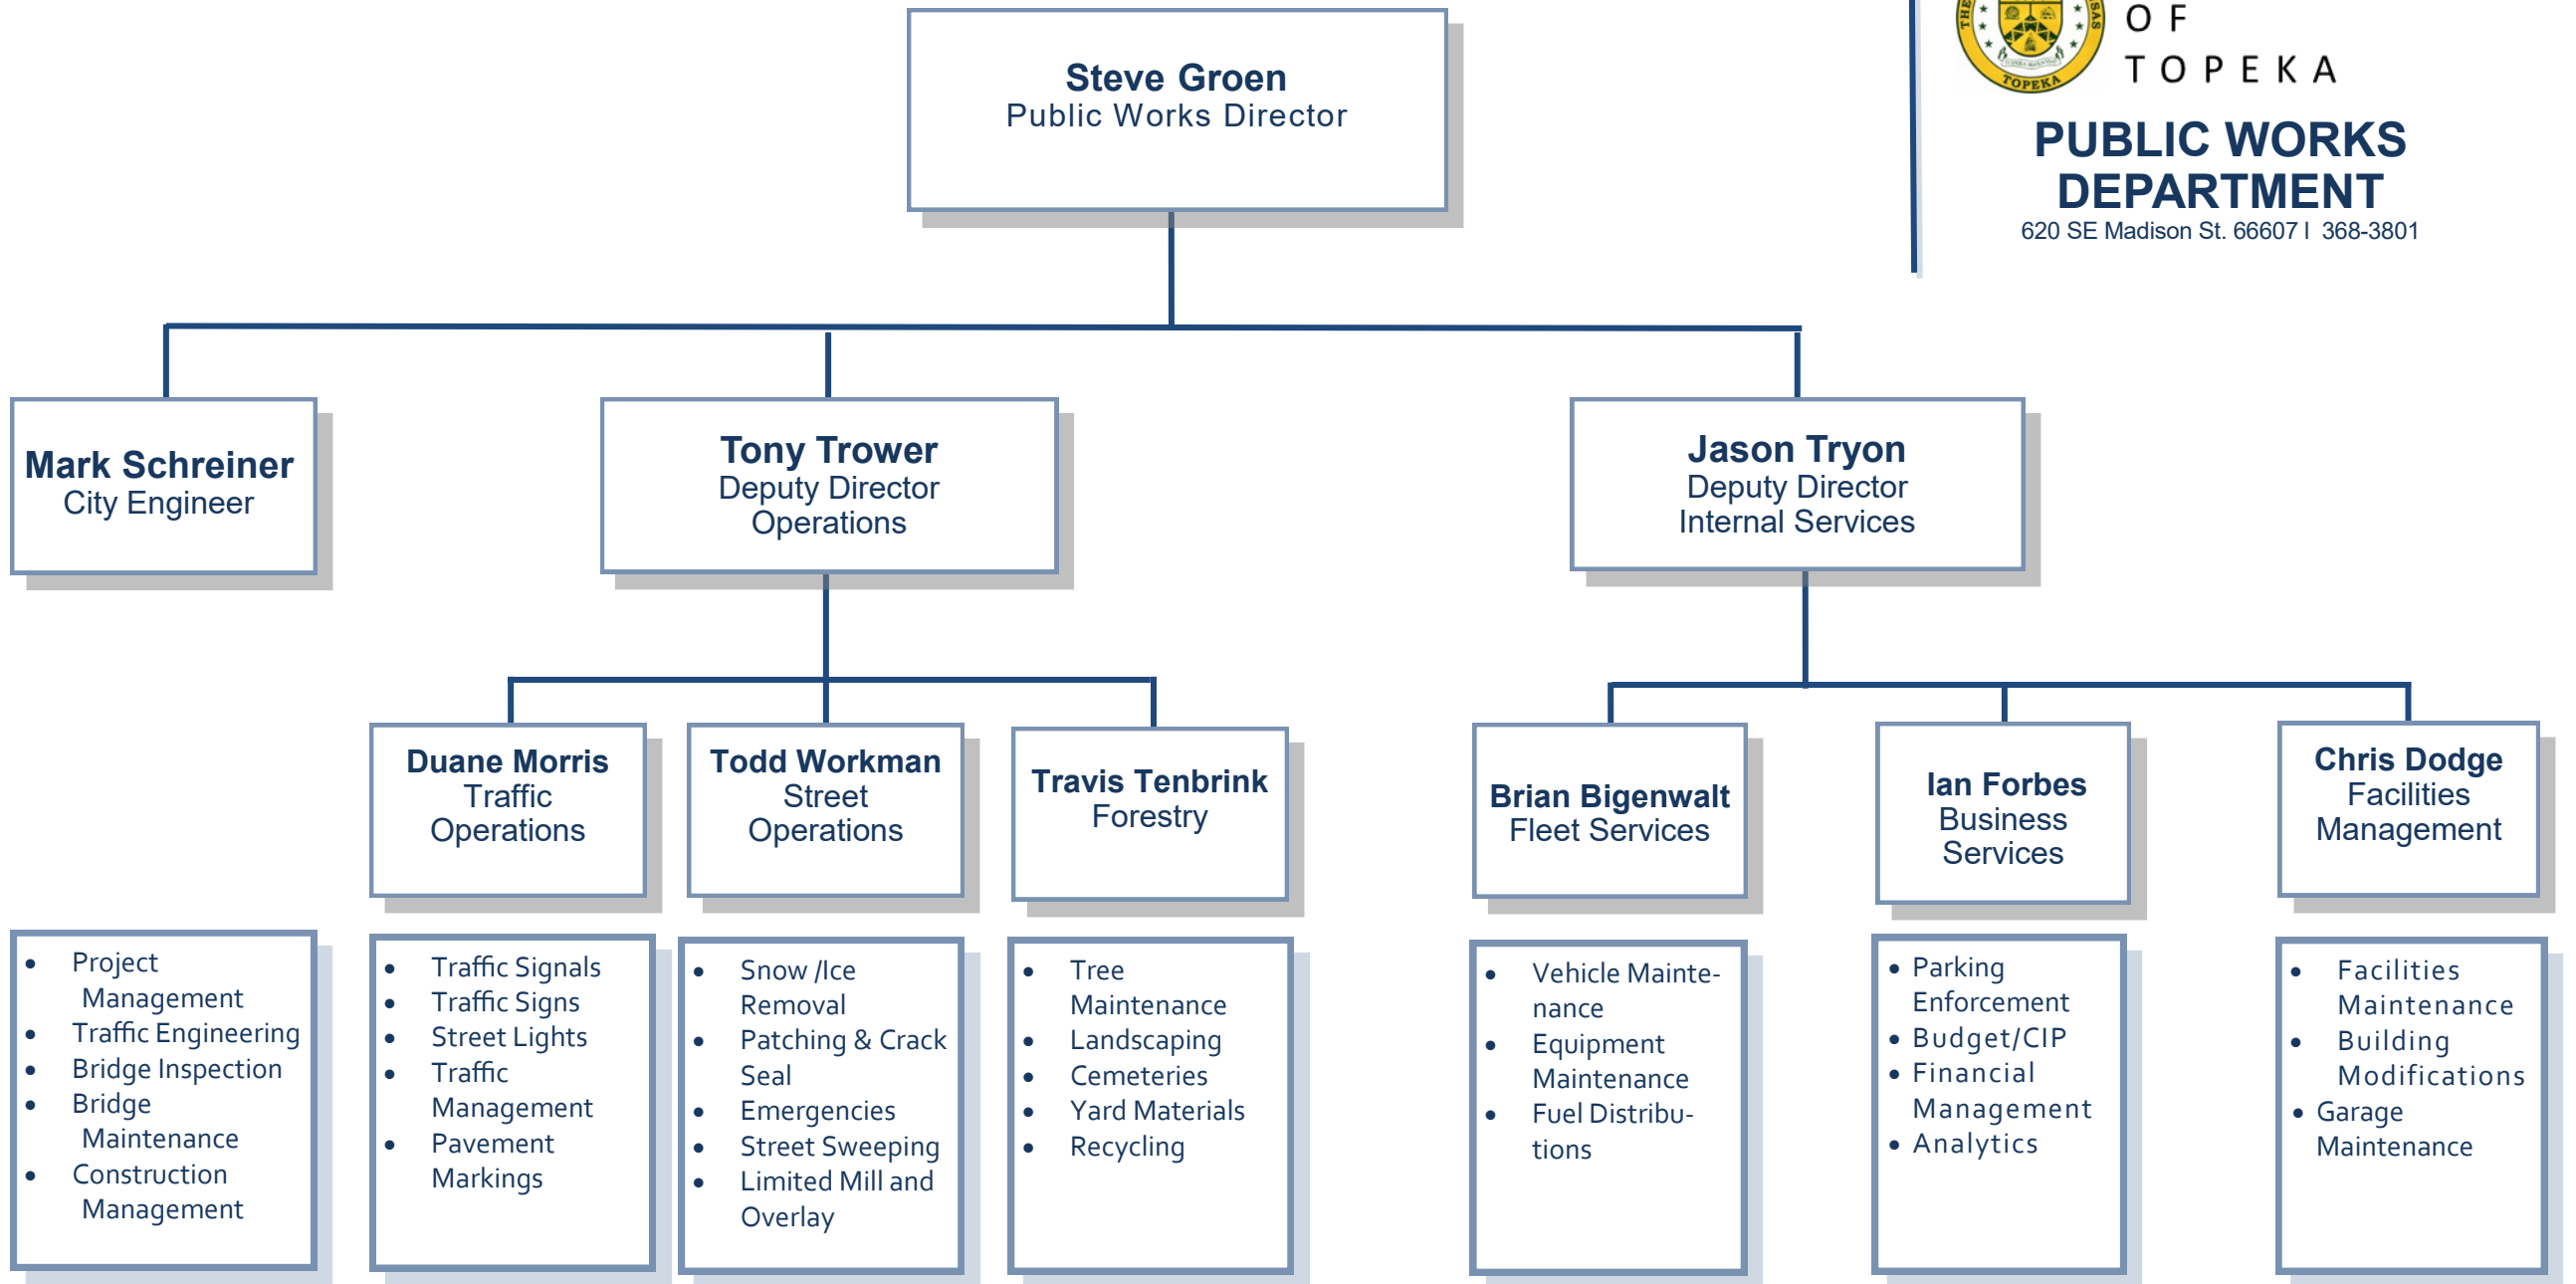 Steve Groen
Public Works Director
OF
TOPEKA
TOPEKA
PUBLIC WORKS
DEPARTMENT
620 SE Madison St. 66607 l 368-3801
Mark Schreiner
City Engineer
Tony Trower
Deputy Director
Operations
Jason Tryon
Deputy Director
Internal Services
Duane Morris
Traffic
Operations
Todd Workman
Street
Operations
Travis Tenbrink
Forestry
Brian Bigenwalt
Fleet Services
Ian Forbes
Business
Services
Chris Dodge
Facilities
Management
• Project
Management
• Traffic Engineering
• Bridge Inspection
• Bridge
Maintenance
• Construction
Management
• Traffic Signals
• Traffic Signs
• Street Lights
• Traffic
Management
• Pavement
Markings
• Snow /Ice
Removal
• Patching & Crack
Seal
• Emergencies
• Street Sweeping
• Limited Mill and
Overlay
• Tree
Maintenance
• Landscaping
• Cemeteries
• Yard Materials
• Recycling
• Vehicle Mainte-
nance
• Equipment
Maintenance
• Fuel Distribu-
tions
• Parking
Enforcement
• Budget/CIP
• Financial
Management
• Analytics
• Facilities
Maintenance
• Building
Modifications
• Garage
Maintenance